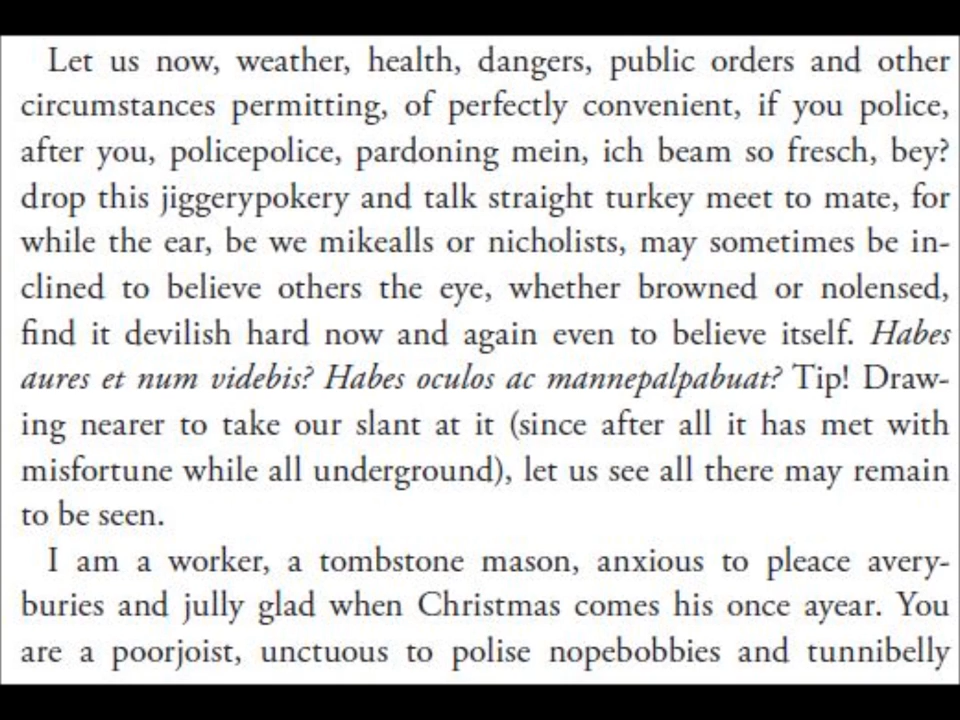 Let us now, weather, health, dangers, public orders and other
circumstances permitting, of perfectly convenient, if you police,
after you, policepolice, pardoning mein, ich beam so fresch, bey?
drop this jiggerypokery and talk straight turkey meet to mate, for
while the ear, be we mikealls or nicholists, may sometimes be in-
clined to believe others the eye, whether browned or nolensed,
find it devilish hard now and again even to believe itself. Habes
aures et num videbis? Habes oculos ac mannepalpabuat? Tip! Draw-
ing nearer to take our slant at it (since after all it has met with
misfortune while all underground), let us see all there may remain
to be seen.
I am a worker, a tombstone mason, anxious to pleace avery-
buries and jully glad when Christmas comes his once ayear. You
are a poorjoist, unctuous to polise nopebobbies and tunnibelly